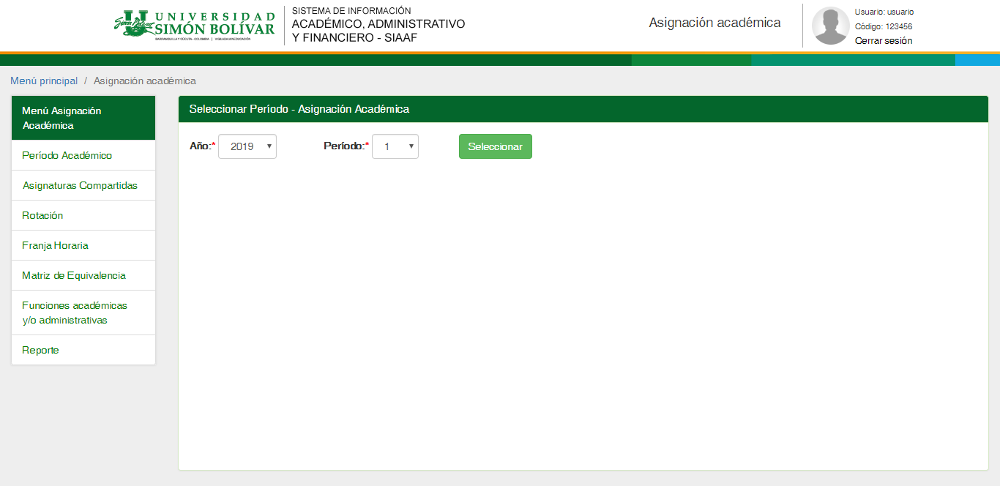 UNIVERSIDAD
SIMÓN BOLÍVAR
BARRANQUILLA Y CÚCUTA - COLOMBIA | VIGILADA MINEDUCACIÓN
SISTEMA DE INFORMACIÓN
ACADÉMICO, ADMINISTRATIVO
Y FINANCIERO - SIAAF
Asignación académica
Usuario: usuario
Código: 123456
Cerrar sesión
Menú principal / Asignación académica
Menú Asignación
Académica
Período Académico
Asignaturas Compartidas
Rotación
Franja Horaria
Matriz de Equivalencia
Funciones académicas
y/o administrativas
Reporte
Seleccionar Período - Asignación Académica
Año:* 2019 Período:* 1 Seleccionar